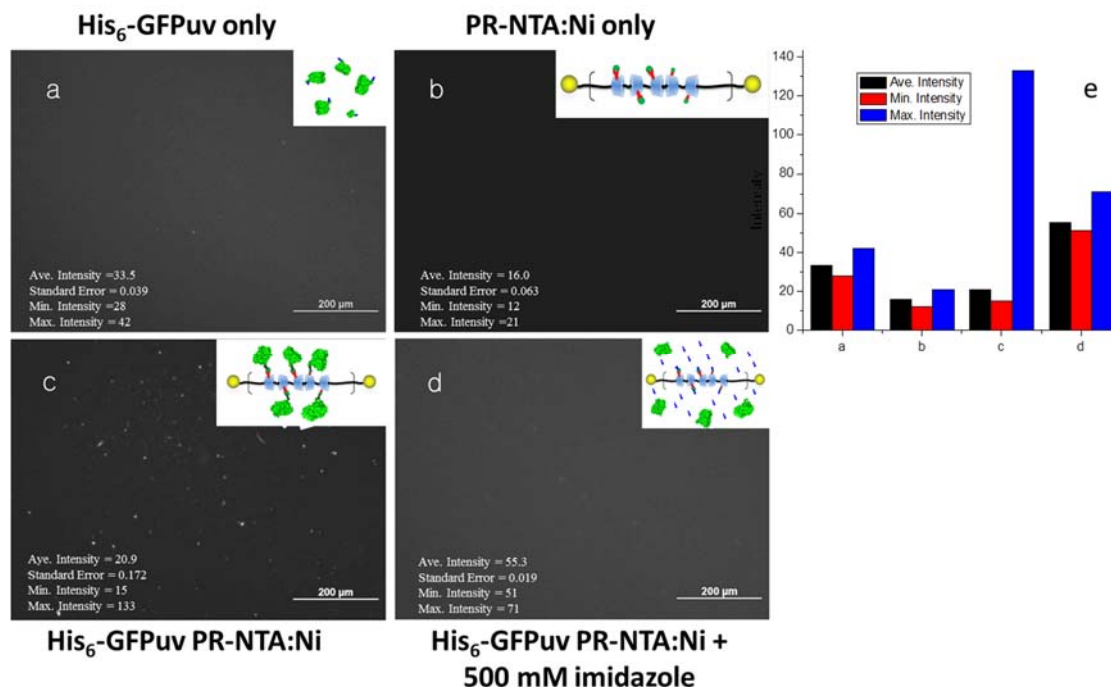 His₆-GFPuv only
PR-NTA:Ni only
a
Ave. Intensity =33.5
Standard Error = 0.039
Min. Intensity =28
Max. Intensity = 42
200 µm
b
Ave. Intensity = 16.0
Standard Error = 0.063
Min. Intensity = 12
Max. Intensity =21
200 µm
c
Aye. Intensity = 20.9
Standard Error = 0.172
Min. Intensity = 15
Max. Intensity = 133
200 µm
d
Ave. Intensity = 55.3
Standard Error = 0.019
Min. Intensity = 51
Max. Intensity = 71
200 µm
His₆-GFPuv PR-NTA:Ni
His₆-GFPuv PR-NTA:Ni +
500 mM imidazole
e
Ave. Intensity
Min. Intensity
Max. Intensity
Intensity
140
120
100
80
60
40
20
0
a b c d